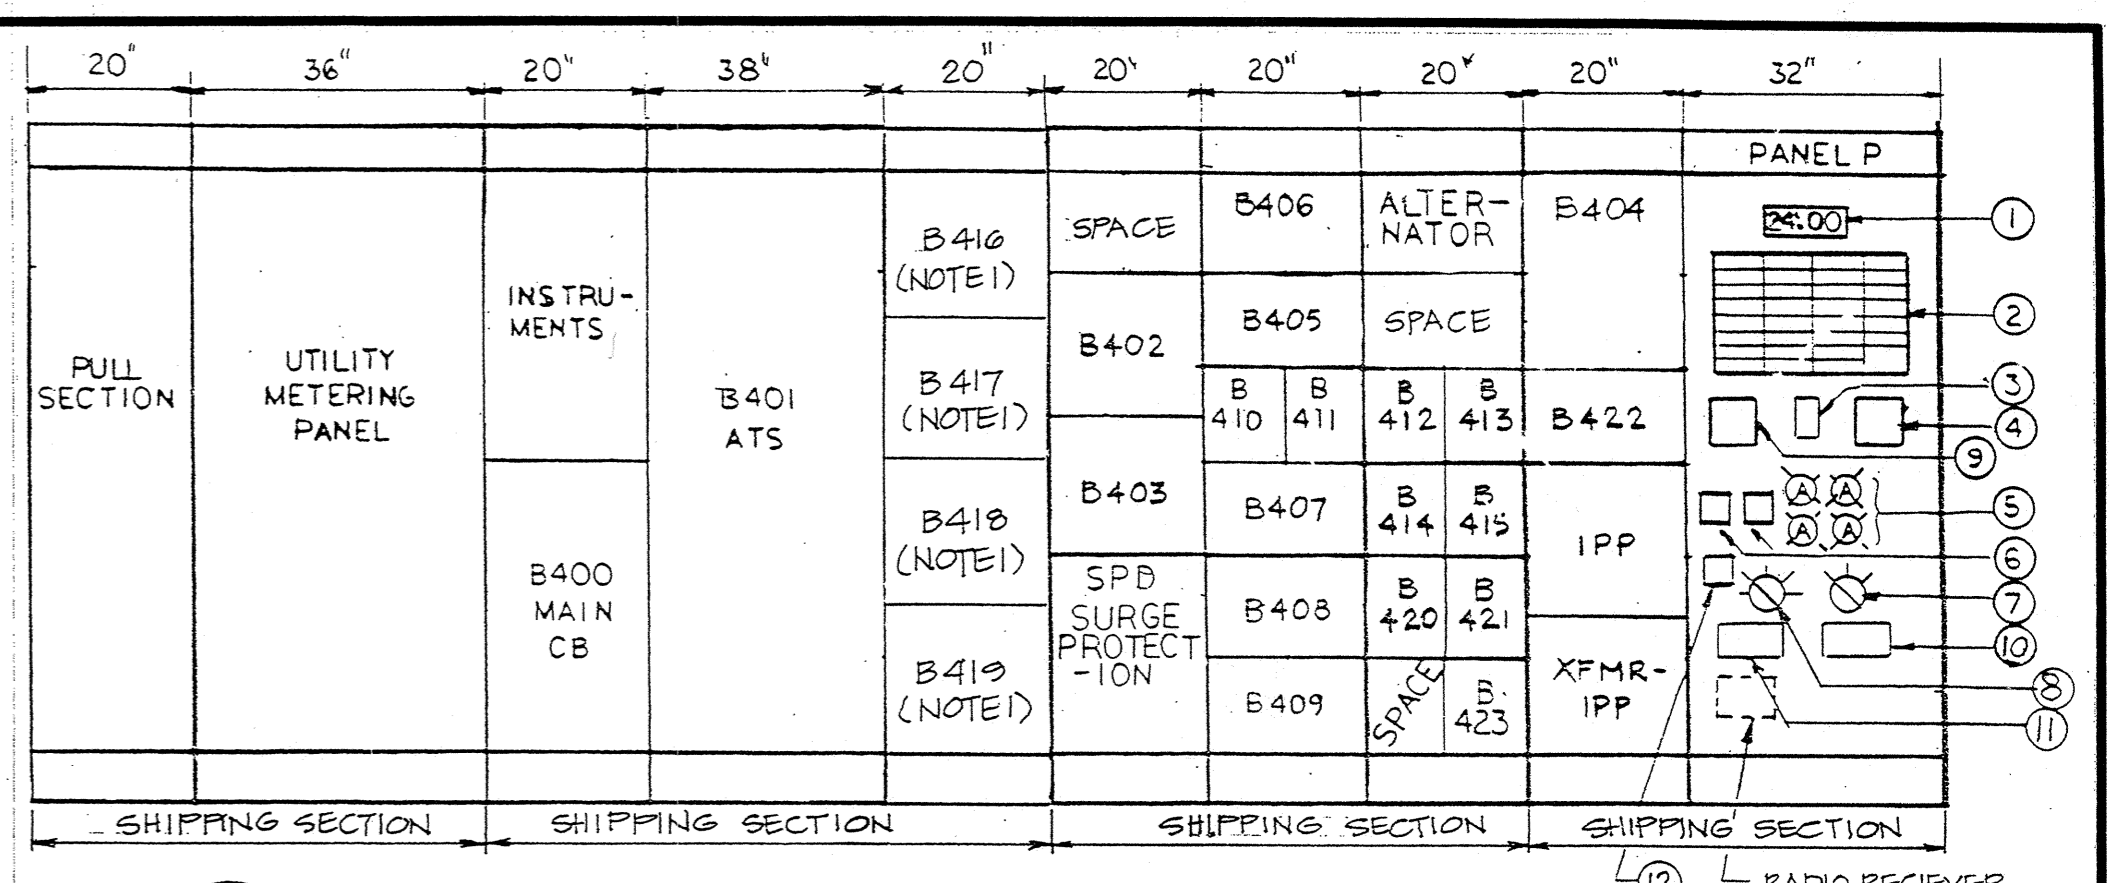 20" 36" 20" 38" 20" 20" 20" 20" 20" 32"
PANEL P
PULL
SECTION
UTILITY
METERING
PANEL
INSTRU-
MENTS
B400
MAIN
CB
B401
ATS
B416
(NOTE1)
B417
(NOTE1)
B418
(NOTE1)
B419
(NOTE1)
SPACE
B402
B403
SPD
SURGE
PROTECT
-ION
B406
B405
B
410
B
411
B407
B408
B409
ALTER-
NATOR
SPACE
B
412
B
413
B
414
B
415
B
420
B
421
SPACE
B
423
B404
B422
IPP
XFMR-
IPP
24:00
A A
A A
1
2
3
4
9
5
6
7
10
8
11
SHIPPING SECTION SHIPPING SECTION SHIPPING SECTION SHIPPING SECTION
12 RADIO RECIEVER